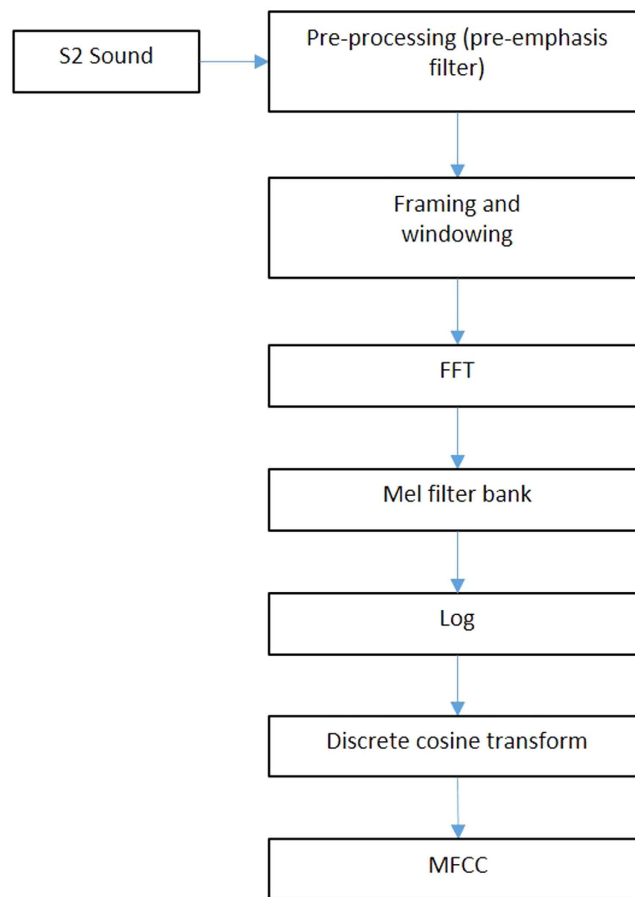 S2 Sound
Pre-processing (pre-emphasis
filter)
Framing and
windowing
FFT
Mel filter bank
Log
Discrete cosine transform
MFCC